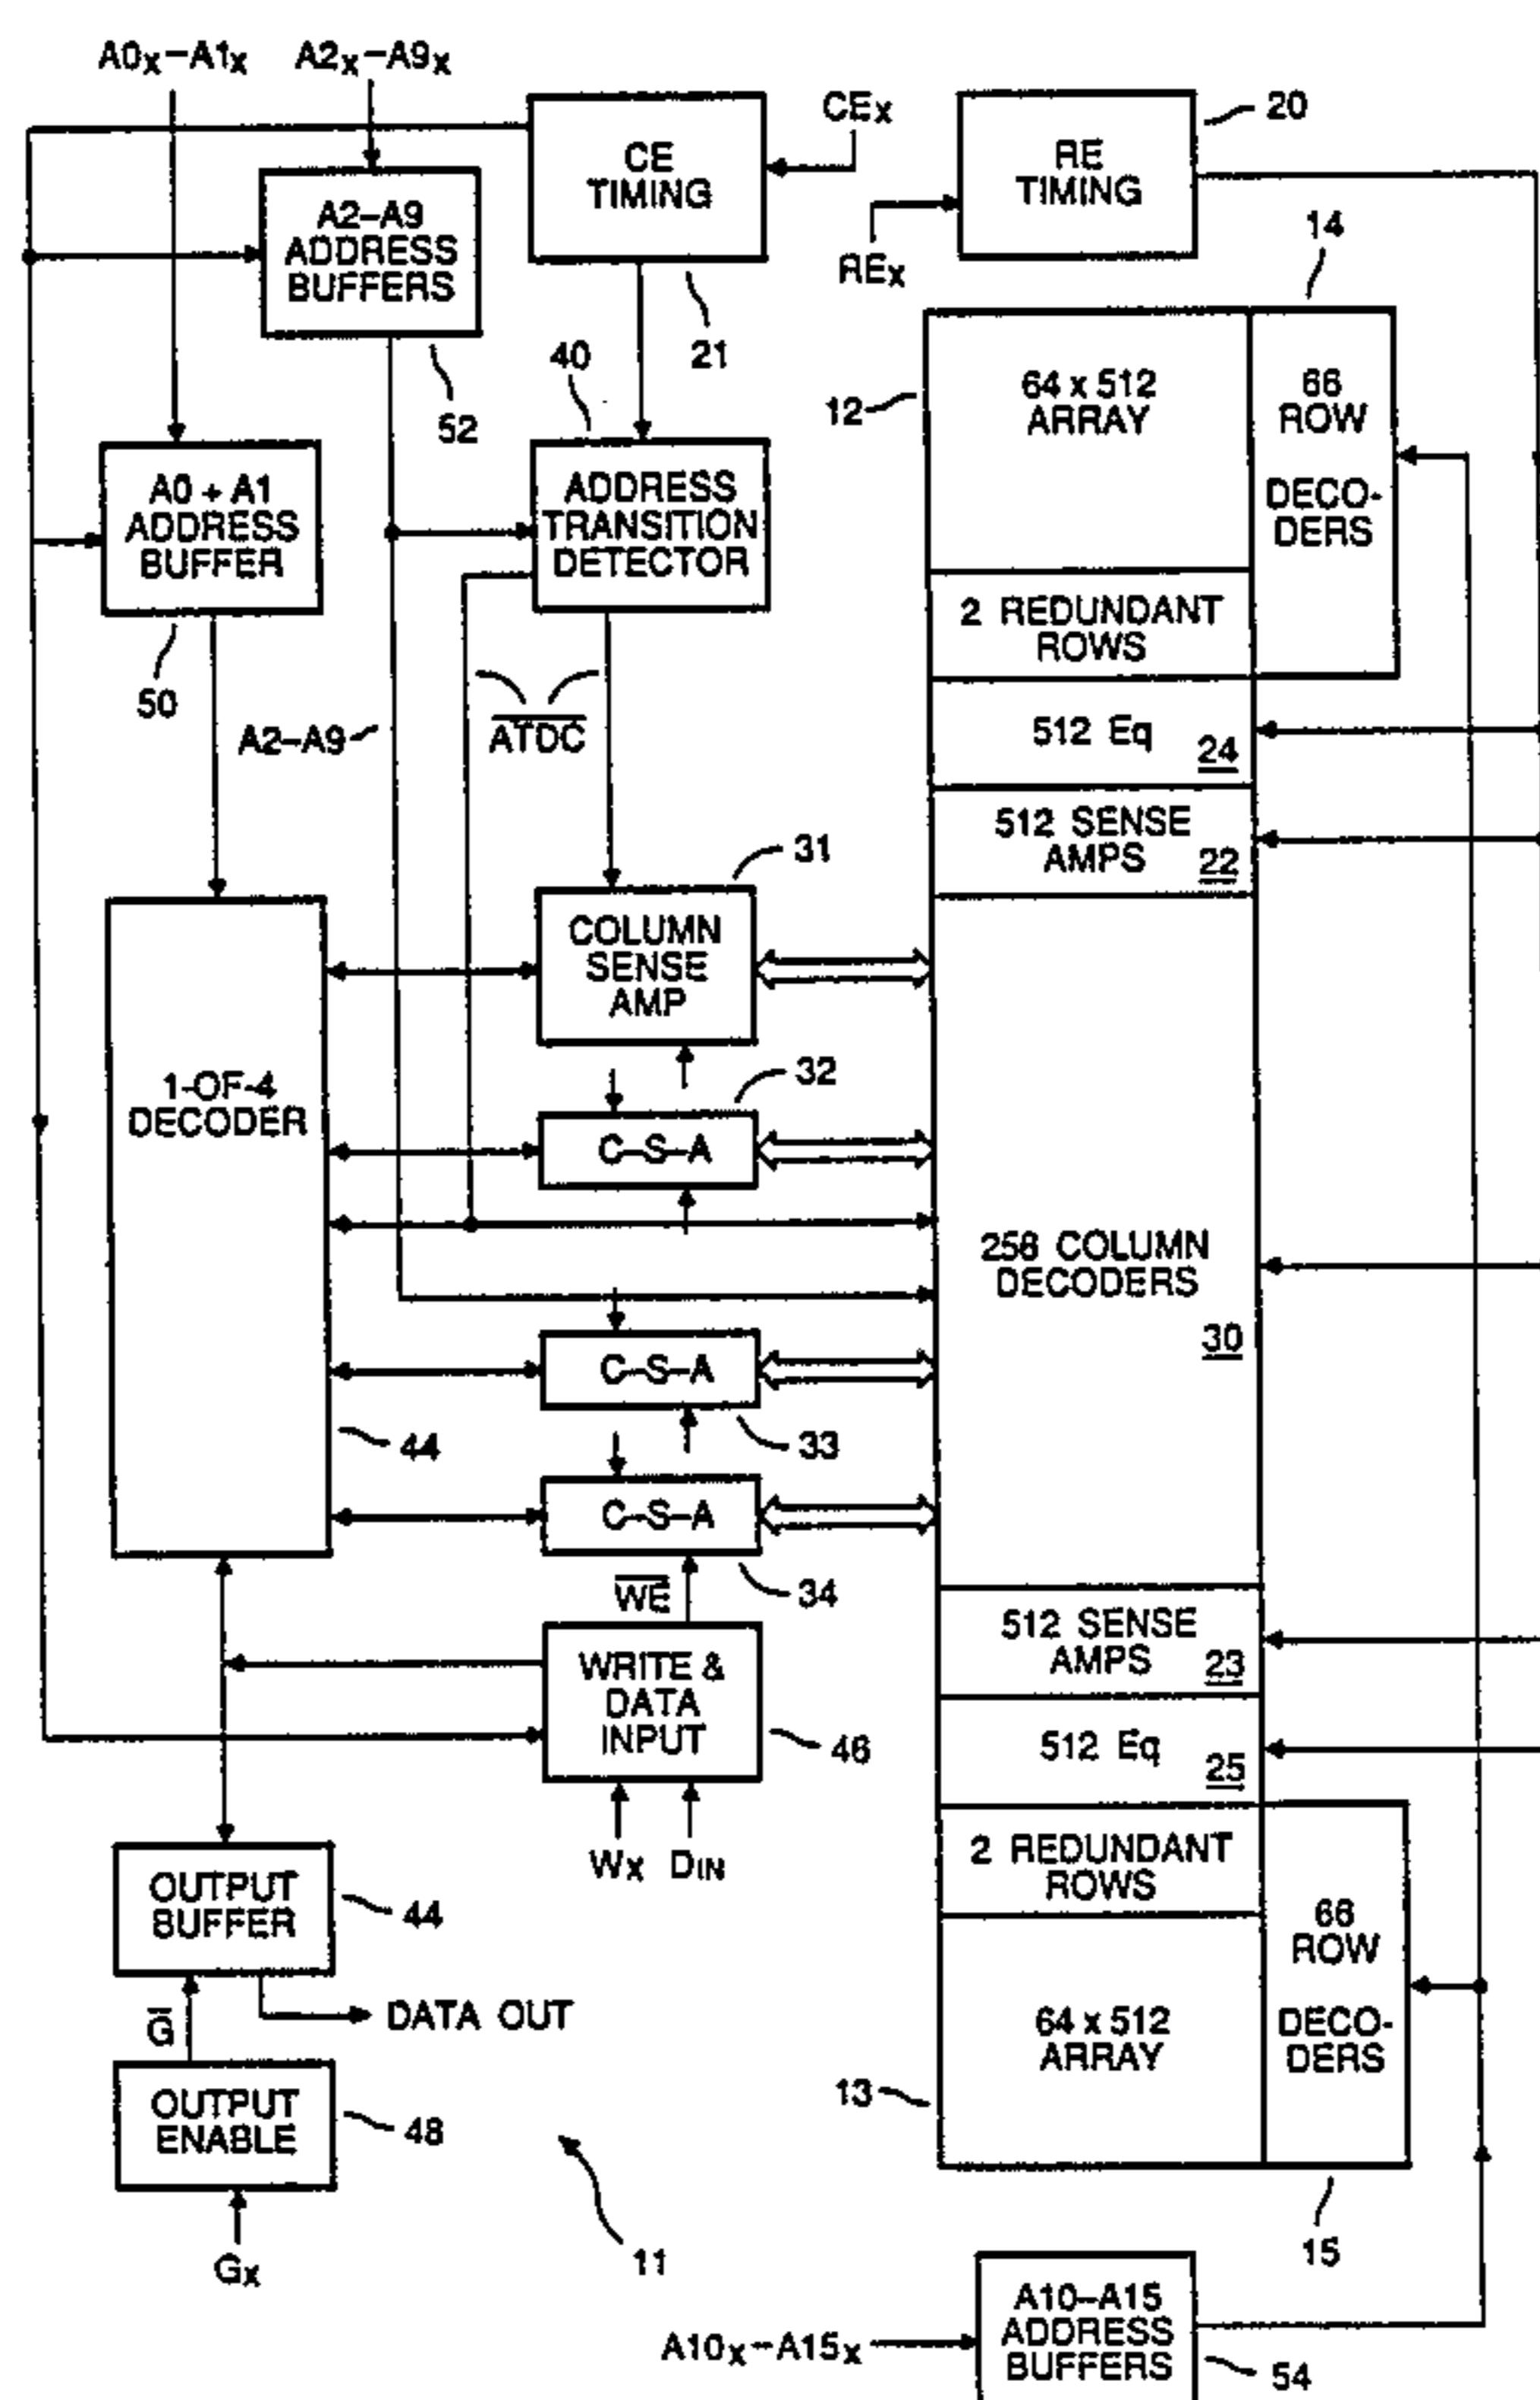 A0x-A1x
A2x-A9x
CE
TIMING
21
CEx
RE
TIMING
20
REx
A2-A9
ADDRESS
BUFFERS
52
A0 + A1
ADDRESS
BUFFER
50
40
ADDRESS
TRANSITION
DETECTOR
A2-A9
ATDC
12
64 x 512
ARRAY
14
66
ROW
DECO-
DERS
2 REDUNDANT
ROWS
512 Eq
24
512 SENSE
AMPS
22
31
COLUMN
SENSE
AMP
1-OF-4
DECODER
44
32
C-S-A
258 COLUMN
DECODERS
30
C-S-A
33
C-S-A
34
WE
WRITE &
DATA
INPUT
46
Wx
DIN
512 SENSE
AMPS
23
512 Eq
25
2 REDUNDANT
ROWS
64 x 512
ARRAY
13
66
ROW
DECO-
DERS
15
OUTPUT
BUFFER
44
G
DATA OUT
OUTPUT
ENABLE
48
Gx
11
A10x-A15x
A10-A15
ADDRESS
BUFFERS
54